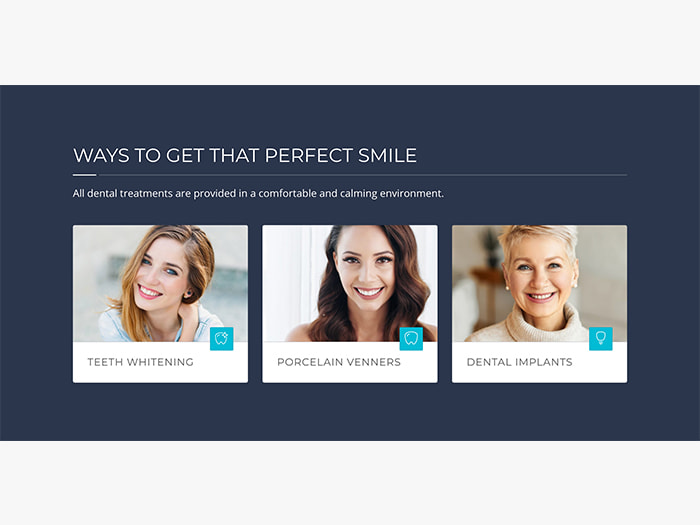 WAYS TO GET THAT PERFECT SMILE
All dental treatments are provided in a comfortable and calming environment.
TEETH WHITENING
PORCELAIN VENNERS
DENTAL IMPLANTS